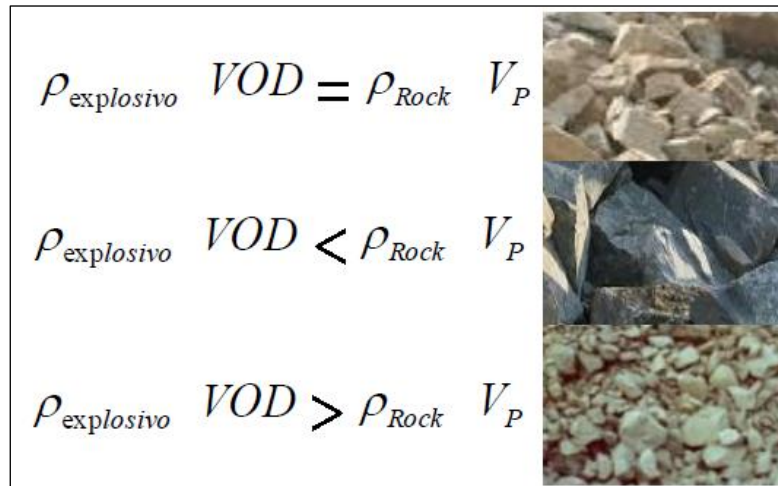 ρexplosivo VOD = ρRock VP
ρexplosivo VOD < ρRock VP
ρexplosivo VOD > ρRock VP